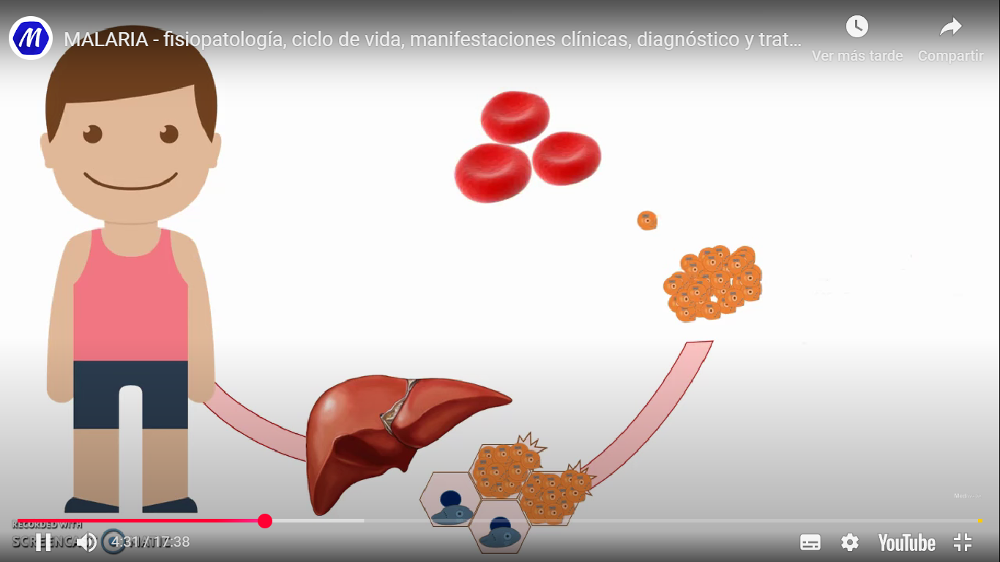 M
MALARIA - fisiopatología, ciclo de vida, manifestaciones clínicas, diagnóstico y trat...
Ver más tarde
Compartir
RECORDED WITH
4:31 / 17:38
YouTube